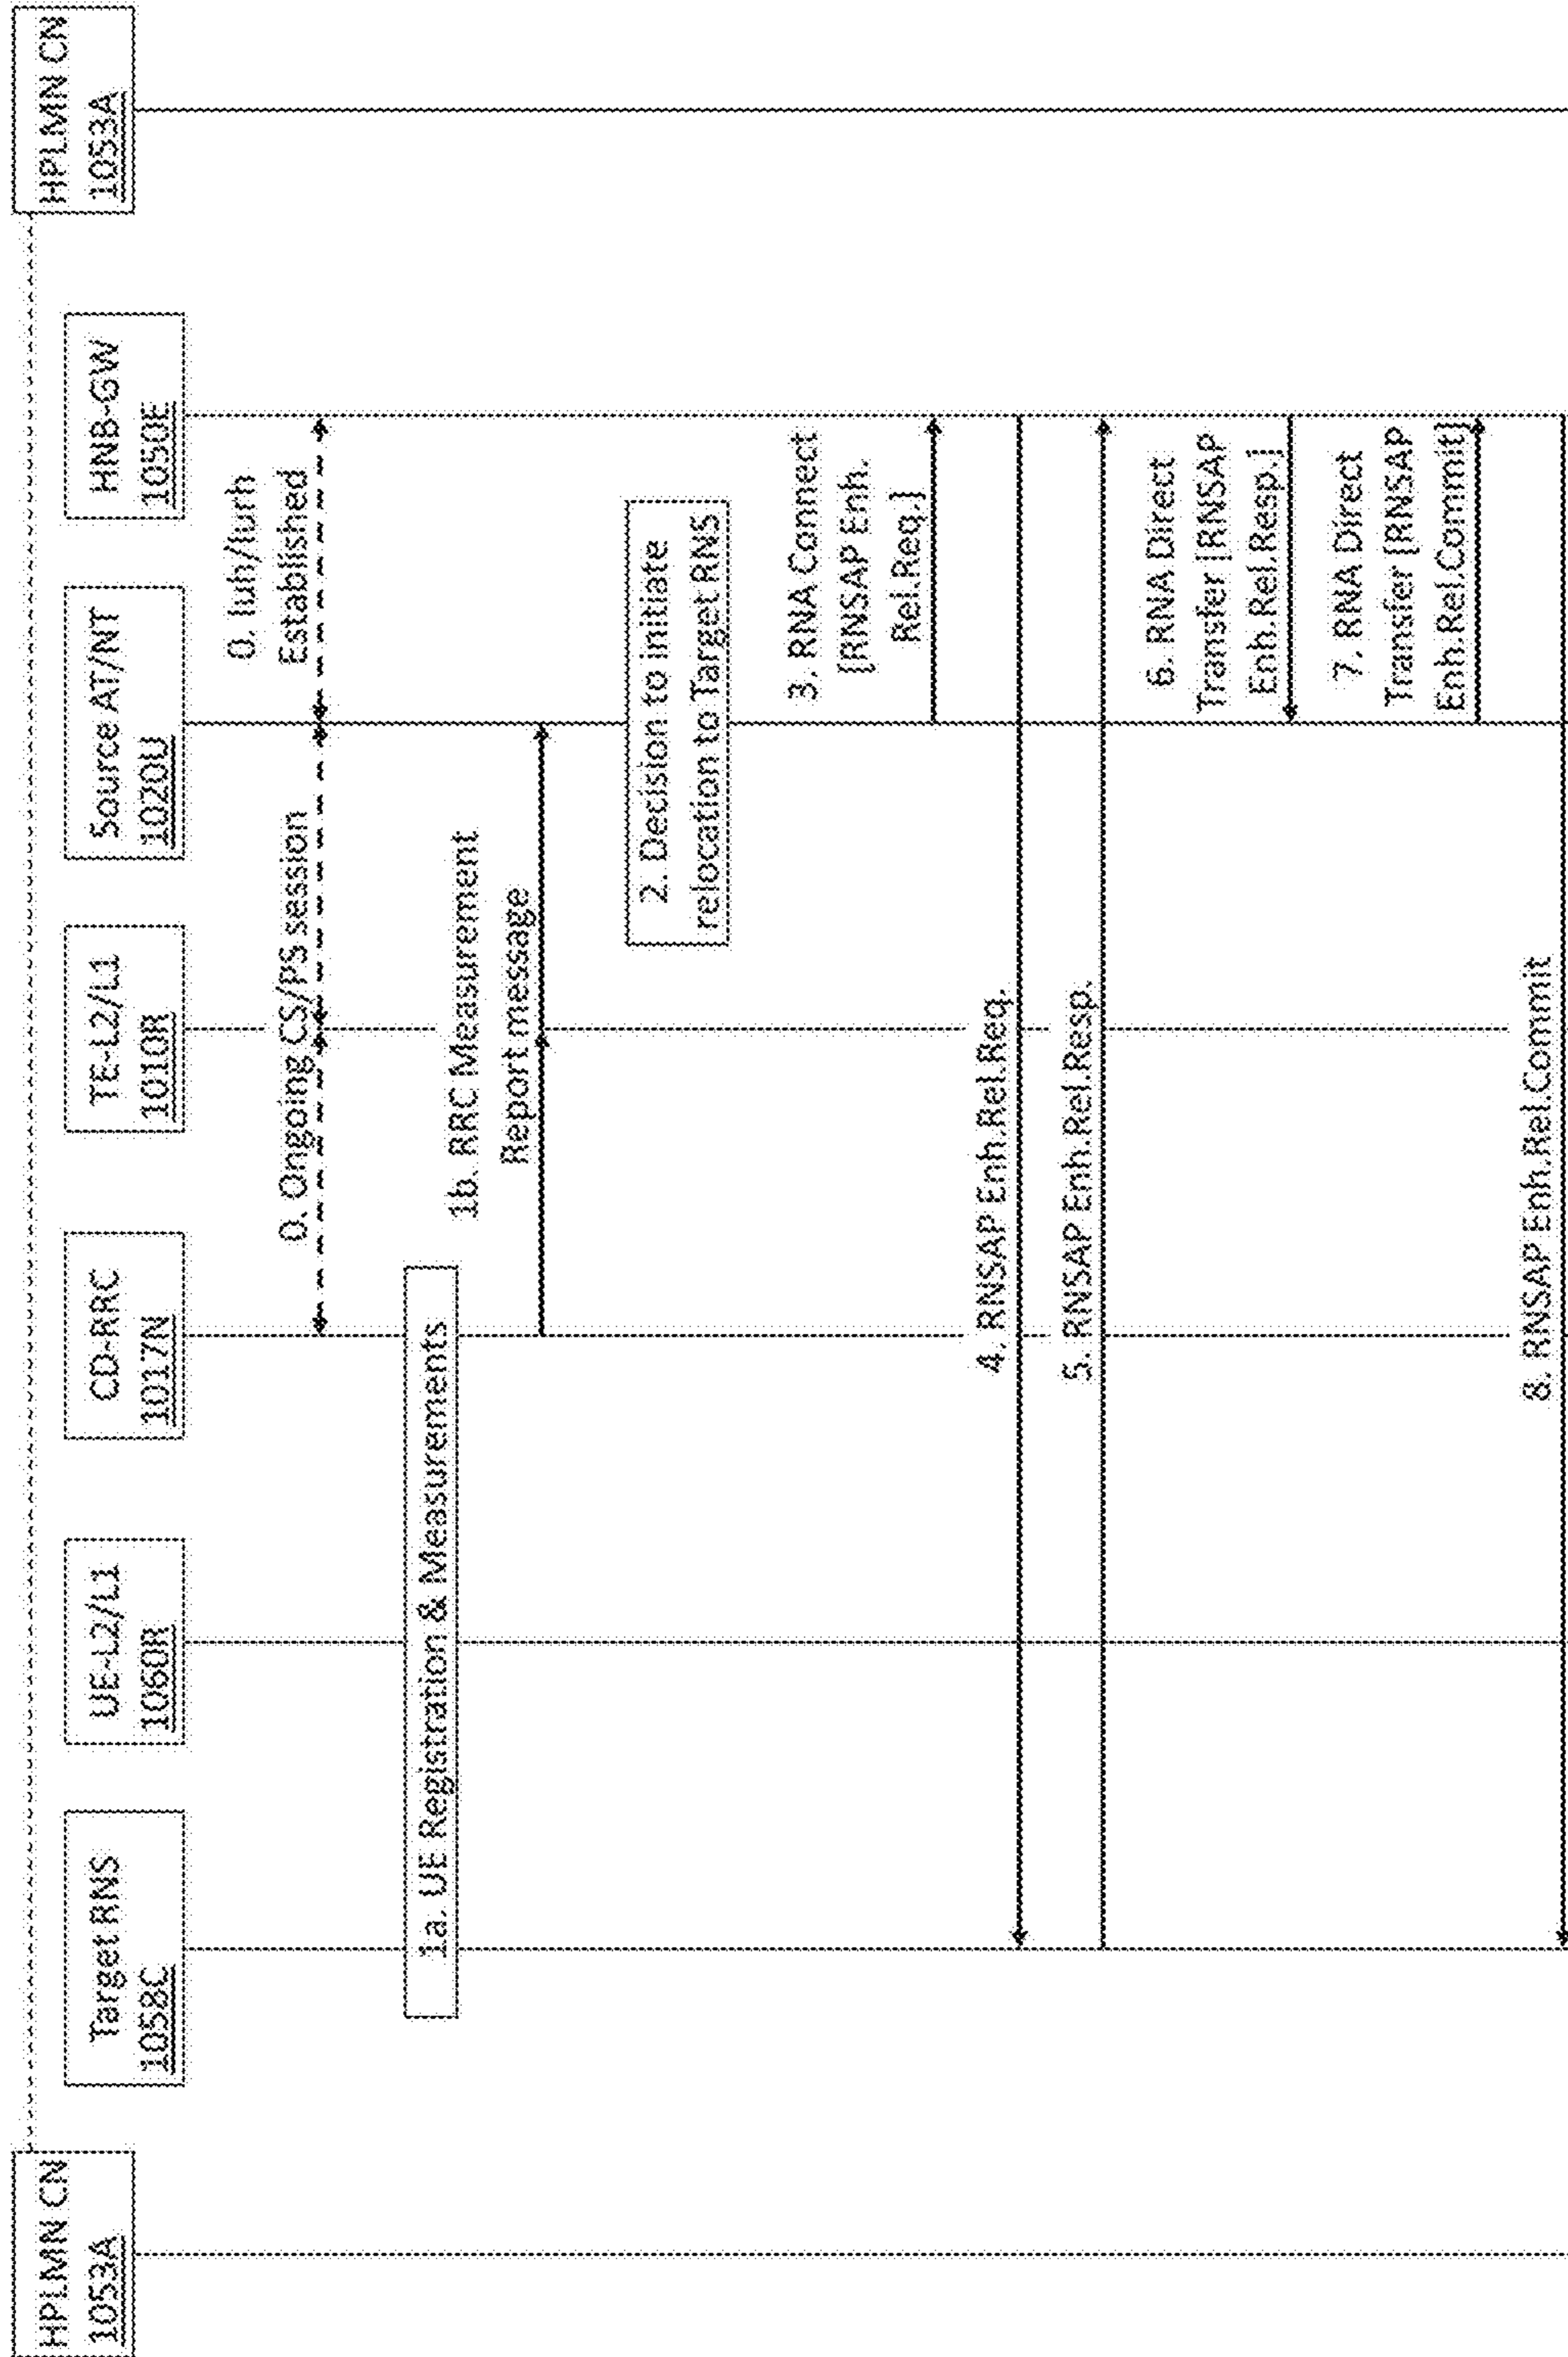 HPLMN CN
1053A
Target RNS
1058C
UE-L2/L1
1060R
CD-RRC
1017N
TE-L2/L1
1010R
Source AT/NT
1020U
HNB-GW
1050E
HPLMN CN
1053A
0. Iuh/Iurh
Established
0. Ongoing CS/PS session
1a. UE Registration & Measurements
1b. RRC Measurement
Report message
2. Decision to initiate
relocation to Target RNS
3. RNA Connect
[RNSAP Enh.
Rel.Req.]
4. RNSAP Enh.Rel.Req.
5. RNSAP Enh.Rel.Resp.
6. RNA Direct
Transfer [RNSAP
Enh.Rel.Resp.]
7. RNA Direct
Transfer [RNSAP
Enh.Rel.Commit]
8. RNSAP Enh.Rel.Commit